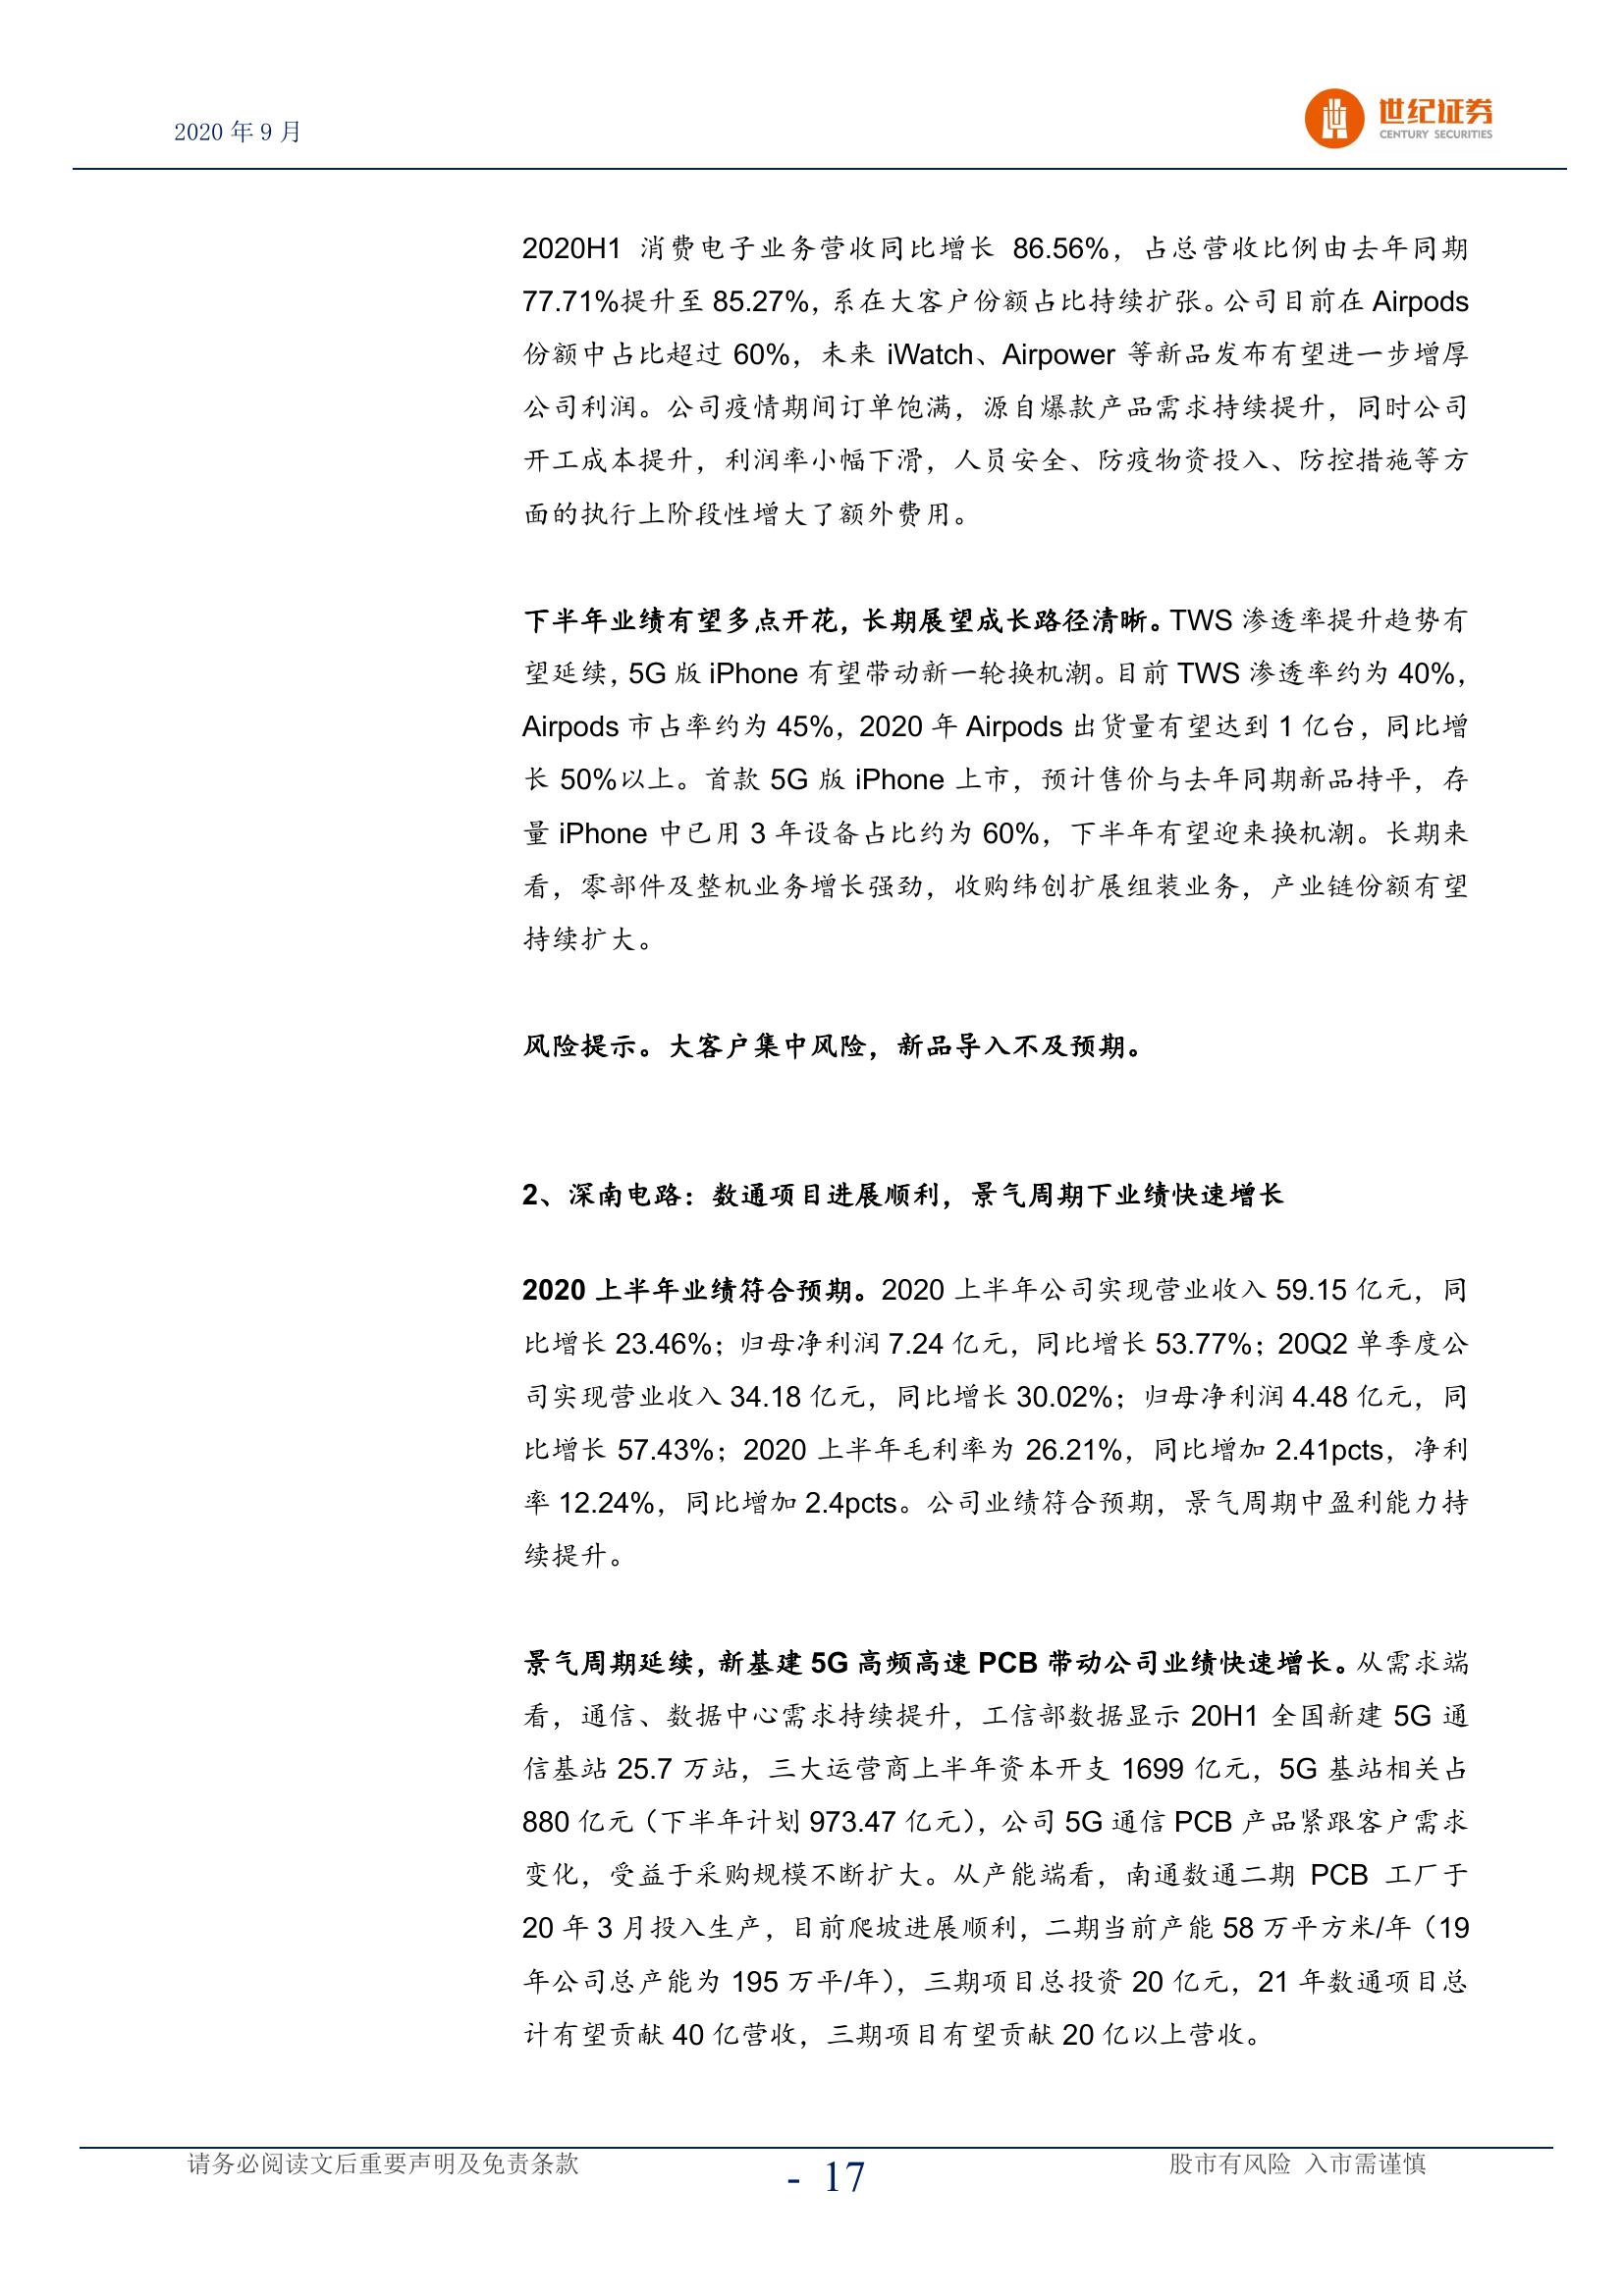 2020 年 9 月
世纪证券
CENTURY SECURITIES
2020H1 消费电子业务营收同比增长 86.56%，占总营收比例由去年同期
77.71%提升至 85.27%，系在大客户份额占比持续扩张。公司目前在 Airpods
份额中占比超过 60%，未来 iWatch、Airpower 等新品发布有望进一步增厚
公司利润。公司疫情期间订单饱满，源自爆款产品需求持续提升，同时公司
开工成本提升，利润率小幅下滑，人员安全、防疫物资投入、防控措施等方
面的执行上阶段性增大了额外费用。
下半年业绩有望多点开花，长期展望成长路径清晰。TWS 渗透率提升趋势有
望延续，5G 版 iPhone 有望带动新一轮换机潮。目前 TWS 渗透率约为 40%，
Airpods 市占率约为 45%，2020 年 Airpods 出货量有望达到 1 亿台，同比增
长 50%以上。首款 5G 版 iPhone 上市，预计售价与去年同期新品持平，存
量 iPhone 中已用 3 年设备占比约为 60%，下半年有望迎来换机潮。长期来
看，零部件及整机业务增长强劲，收购纬创扩展组装业务，产业链份额有望
持续扩大。
风险提示。大客户集中风险，新品导入不及预期。
2、深南电路：数通项目进展顺利，景气周期下业绩快速增长
2020 上半年业绩符合预期。2020 上半年公司实现营业收入 59.15 亿元，同
比增长 23.46%；归母净利润 7.24 亿元，同比增长 53.77%；20Q2 单季度公
司实现营业收入 34.18 亿元，同比增长 30.02%；归母净利润 4.48 亿元，同
比增长 57.43%；2020 上半年毛利率为 26.21%，同比增加 2.41pcts，净利
率 12.24%，同比增加 2.4pcts。公司业绩符合预期，景气周期中盈利能力持
续提升。
景气周期延续，新基建 5G 高频高速 PCB 带动公司业绩快速增长。从需求端
看，通信、数据中心需求持续提升，工信部数据显示 20H1 全国新建 5G 通
信基站 25.7 万站，三大运营商上半年资本开支 1699 亿元，5G 基站相关占
880 亿元（下半年计划 973.47 亿元），公司 5G 通信 PCB 产品紧跟客户需求
变化，受益于采购规模不断扩大。从产能端看，南通数通二期 PCB 工厂于
20 年 3 月投入生产，目前爬坡进展顺利，二期当前产能 58 万平方米/年（19
年公司总产能为 195 万平/年），三期项目总投资 20 亿元，21 年数通项目总
计有望贡献 40 亿营收，三期项目有望贡献 20 亿以上营收。
请务必阅读文后重要声明及免责条款
- 17
股市有风险 入市需谨慎